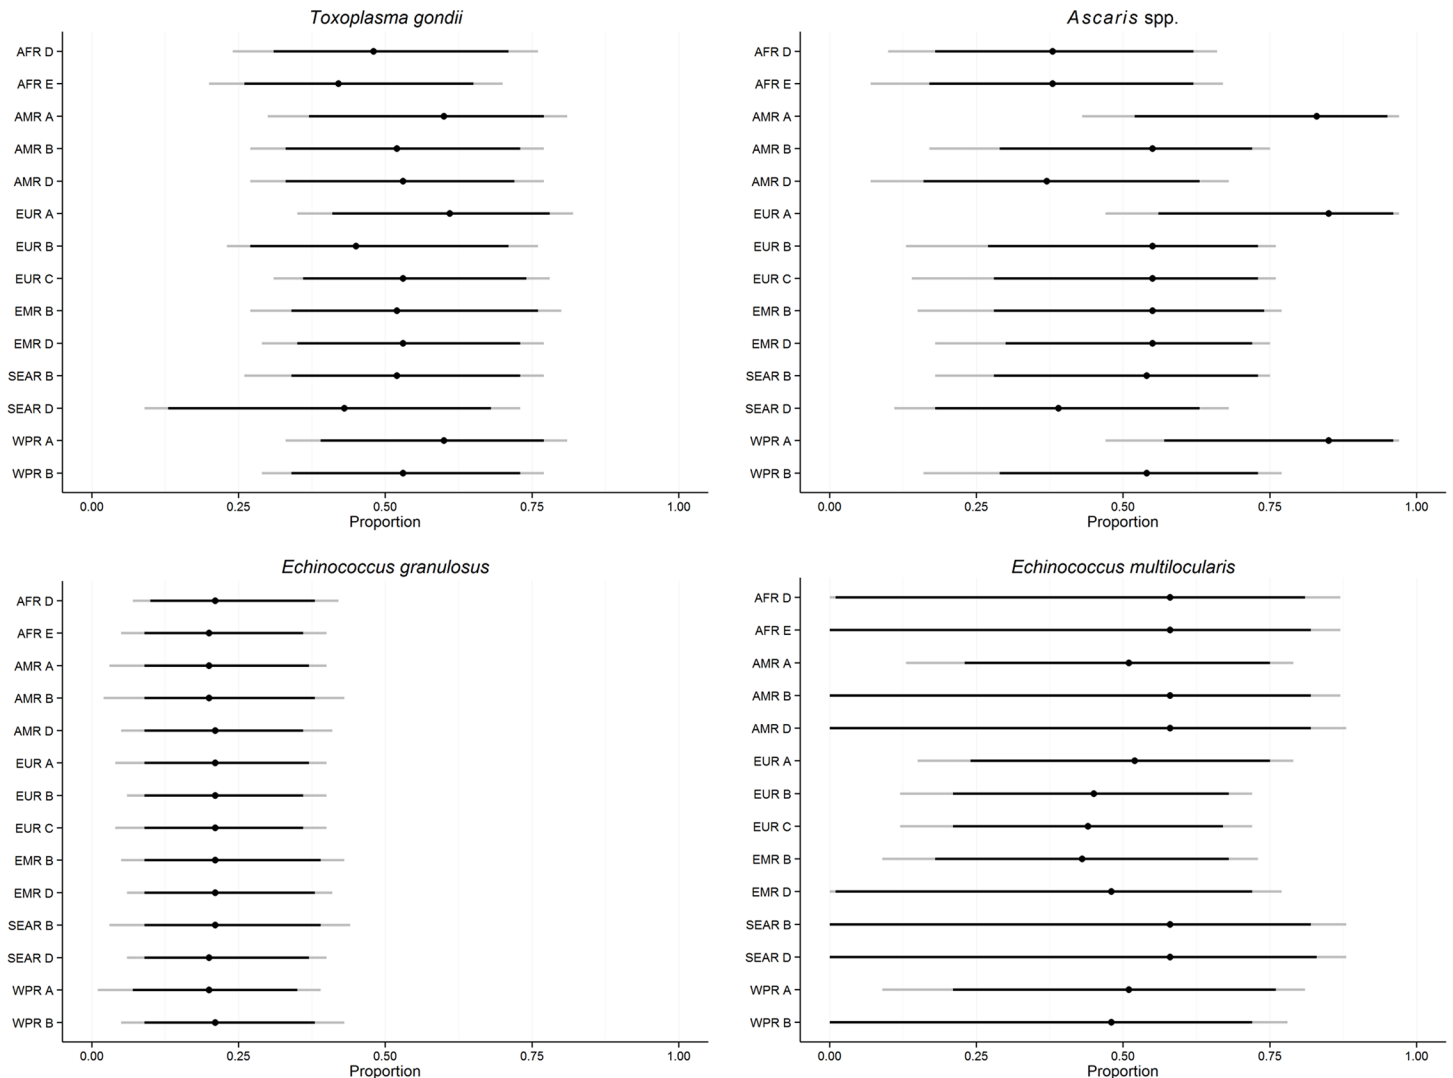 Toxoplasma gondii
AFR D
AFR E
AMR A
AMR B
AMR D
EUR A
EUR B
EUR C
EMR B
EMR D
SEAR B
SEAR D
WPR A
WPR B
0.00 0.25 0.50 0.75 1.00
Proportion
Ascaris spp.
AFR D
AFR E
AMR A
AMR B
AMR D
EUR A
EUR B
EUR C
EMR B
EMR D
SEAR B
SEAR D
WPR A
WPR B
0.00 0.25 0.50 0.75 1.00
Proportion
Echinococcus granulosus
AFR D
AFR E
AMR A
AMR B
AMR D
EUR A
EUR B
EUR C
EMR B
EMR D
SEAR B
SEAR D
WPR A
WPR B
0.00 0.25 0.50 0.75 1.00
Proportion
Echinococcus multilocularis
AFR D
AFR E
AMR A
AMR B
AMR D
EUR A
EUR B
EUR C
EMR B
EMR D
SEAR B
SEAR D
WPR A
WPR B
0.00 0.25 0.50 0.75 1.00
Proportion